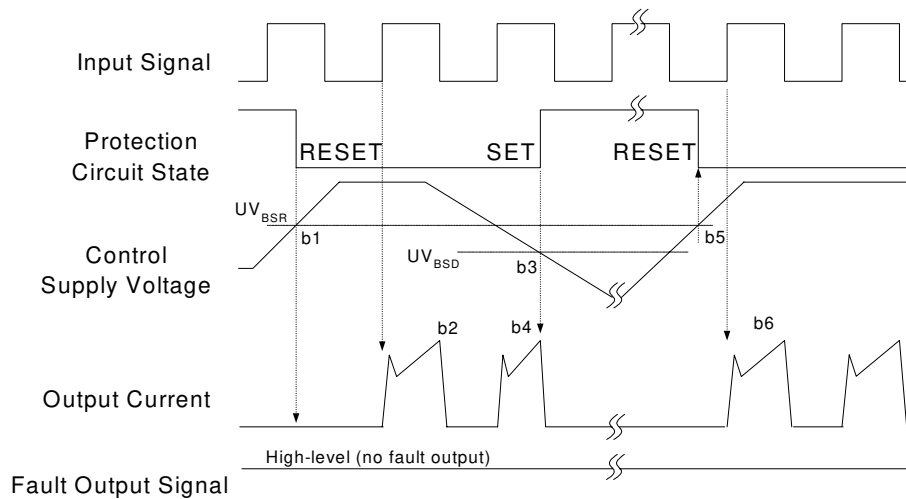 Input Signal
Protection
Circuit State
RESET
SET
RESET
UVBSR
b1
b5
Control
Supply Voltage
UVBSD
b3
b2
b4
b6
Output Current
High-level (no fault output)
Fault Output Signal